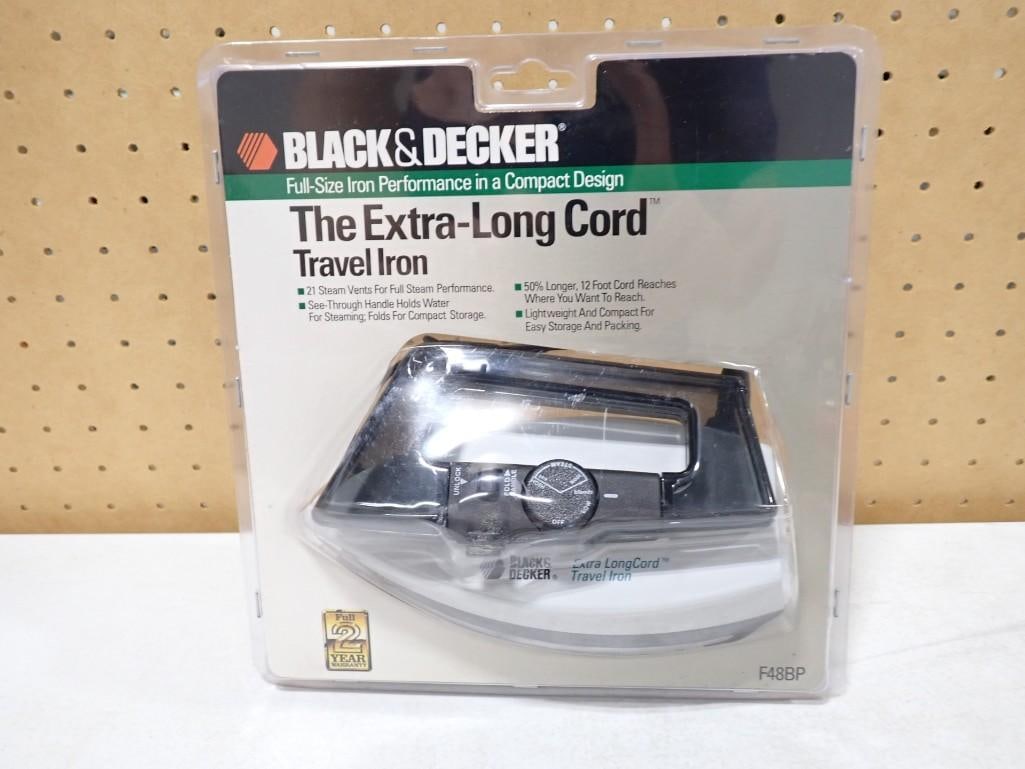 BLACK&DECKER®
Full-Size Iron Performance in a Compact Design
The Extra-Long Cord™
Travel Iron
■ 21 Steam Vents For Full Steam Performance.
■ See-Through Handle Holds Water
For Steaming; Folds For Compact Storage.
■ 50% Longer, 12 Foot Cord Reaches
Where You Want To Reach.
■ Lightweight And Compact For
Easy Storage And Packing.
UNLOCK
FOLD
HANDLE
STEAM
blends
OFF
BLACK&
DECKER®
Extra LongCord™
Travel Iron
Full
2
YEAR
WARRANTY
F48BP